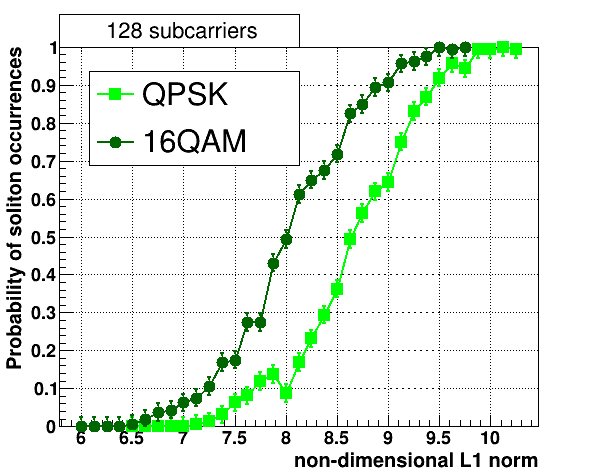 128 subcarriers
QPSK
16QAM
Probability of soliton occurrences
1
0.9
0.8
0.7
0.6
0.5
0.4
0.3
0.2
0.1
0
6 6.5 7 7.5 8 8.5 9 9.5 10
non-dimensional L1 norm